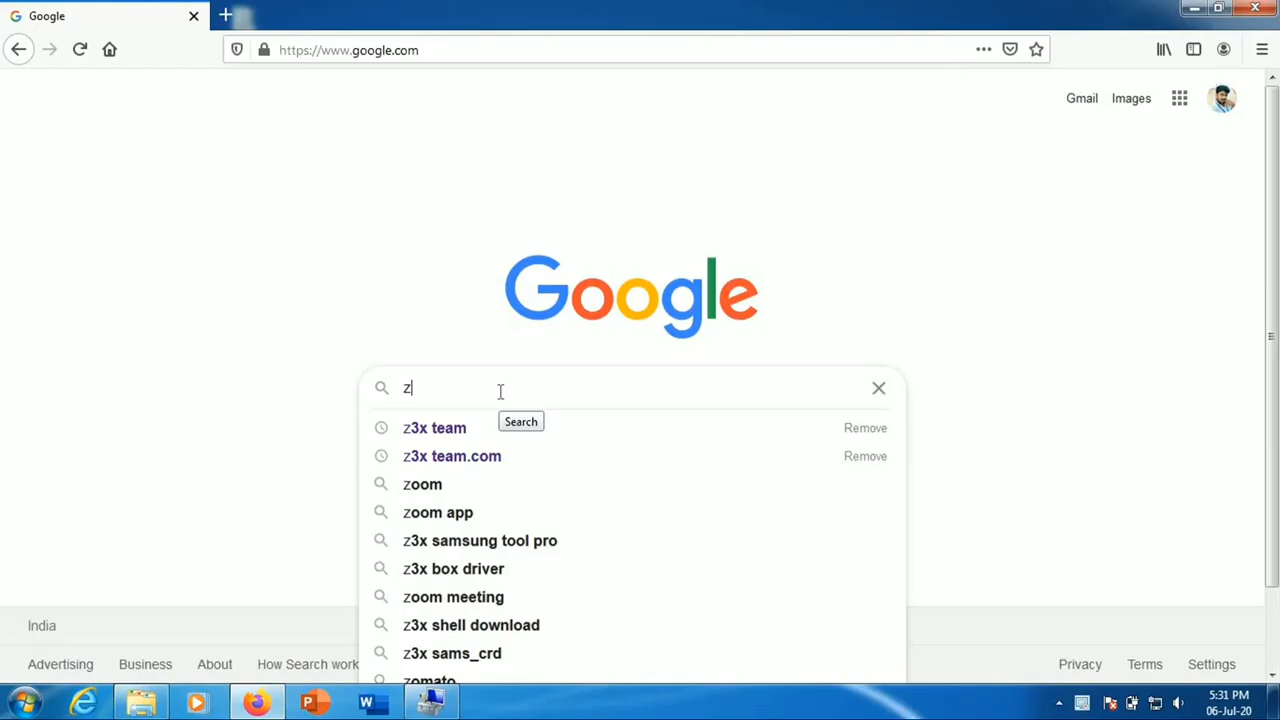 Google
https://www.google.com
Gmail Images
Google
z
Search
z3x team Remove
z3x team.com Remove
zoom
zoom app
z3x samsung tool pro
z3x box driver
zoom meeting
z3x shell download
z3x sams_crd
zomato
India
Advertising Business About How Search work Privacy Terms Settings
5:31 PM
06-Jul-20